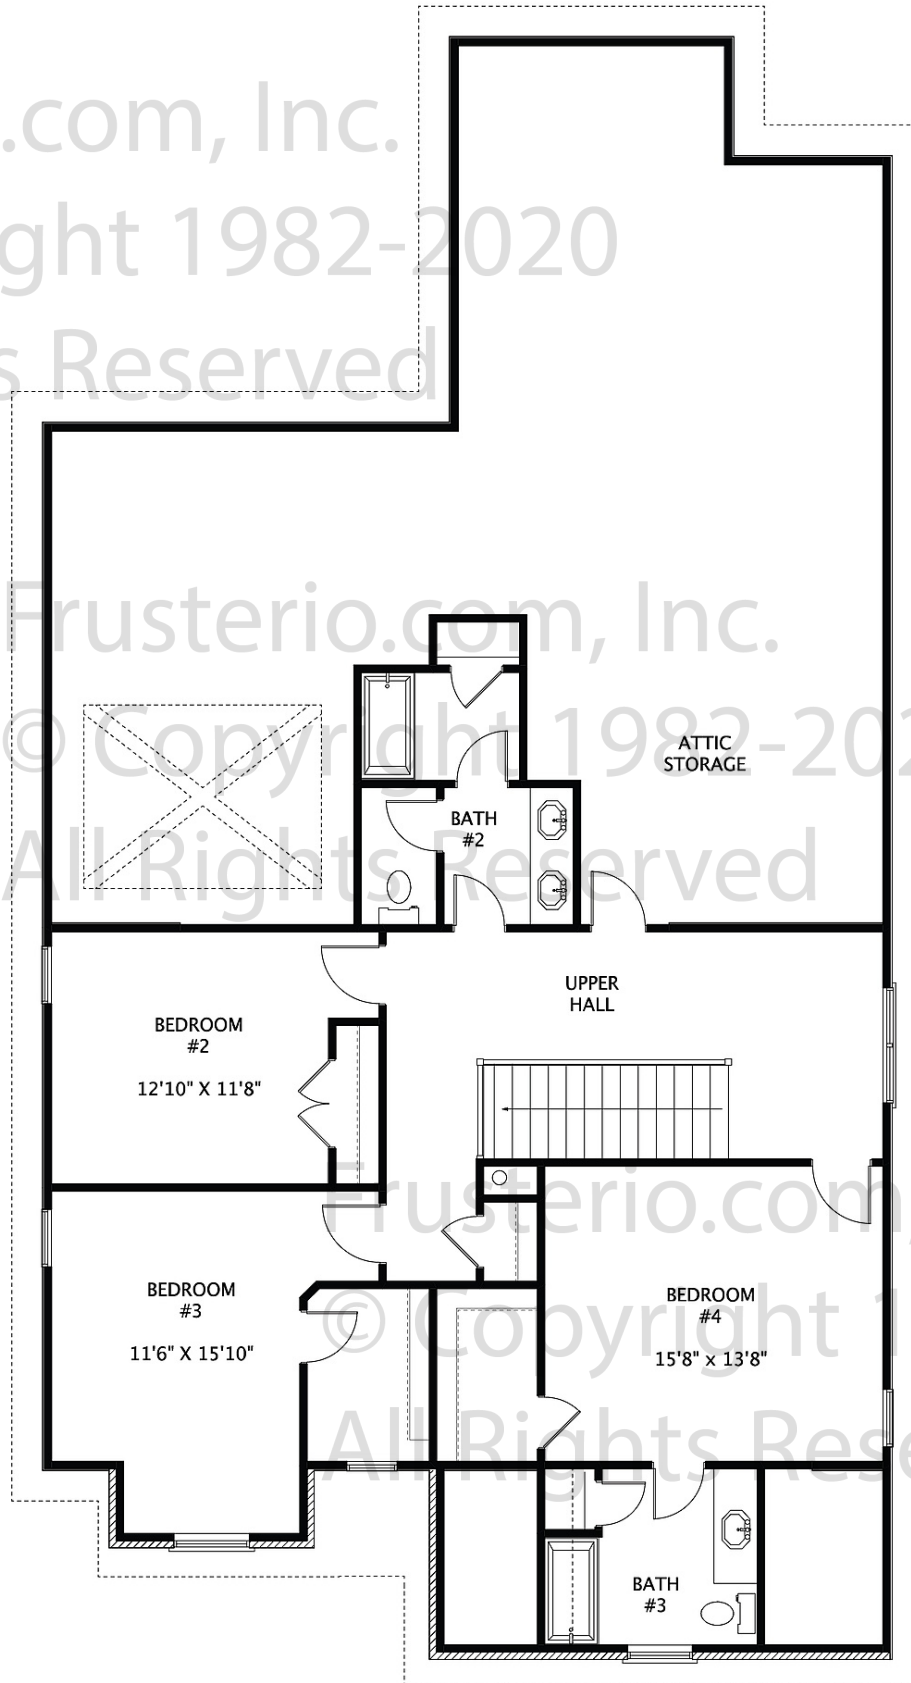 .com, Inc.
ght 1982-2020
s Reserved
Frusterio.com, Inc.
© Copyright 1982-202
All Rights Reserved
ATTIC
STORAGE
BATH
#2
UPPER
HALL
BEDROOM
#2
12'10" X 11'8"
Frusterio.com
© Copyright 1
All Rights Rese
BEDROOM
#3
11'6" X 15'10"
BEDROOM
#4
15'8" x 13'8"
BATH
#3